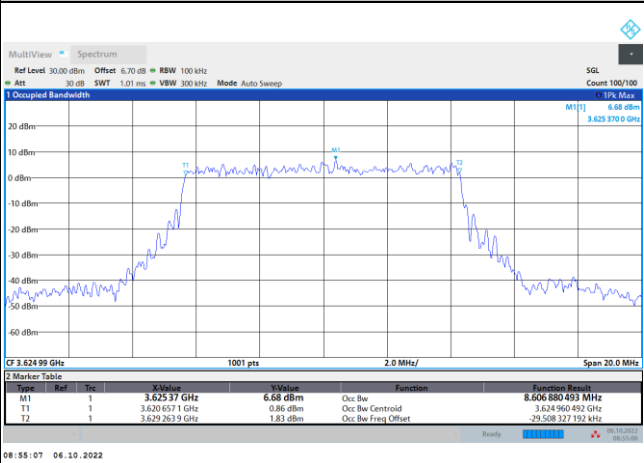 MultiView Spectrum
Ref Level 30.00 dBm Offset 6.70 dB RBW 100 kHz SGL
Att 30 dB SWT 1.01 ms VBW 300 kHz Mode Auto Sweep Count 100/100
1 Occupied Bandwidth 1Pk Max
M1[1] 6.68 dBm
3.625 370 0 GHz
20 dBm
M1
10 dBm
T1 T2
0 dBm
-10 dBm
-20 dBm
-30 dBm
-40 dBm
-50 dBm
-60 dBm
CF 3.624 99 GHz 1001 pts 2.0 MHz/ Span 20.0 MHz
2 Marker Table
Type Ref Trc X-Value Y-Value Function Function Result
M1 1 3.625 37 GHz 6.68 dBm Occ Bw 8.606 880 493 MHz
T1 1 3.620 657 1 GHz 0.86 dBm Occ Bw Centroid 3.624 960 492 GHz
T2 1 3.629 263 9 GHz 1.83 dBm Occ Bw Freq Offset -29.508 327 192 kHz
Ready 06.10.2022
08:55:06
08:55:07 06.10.2022